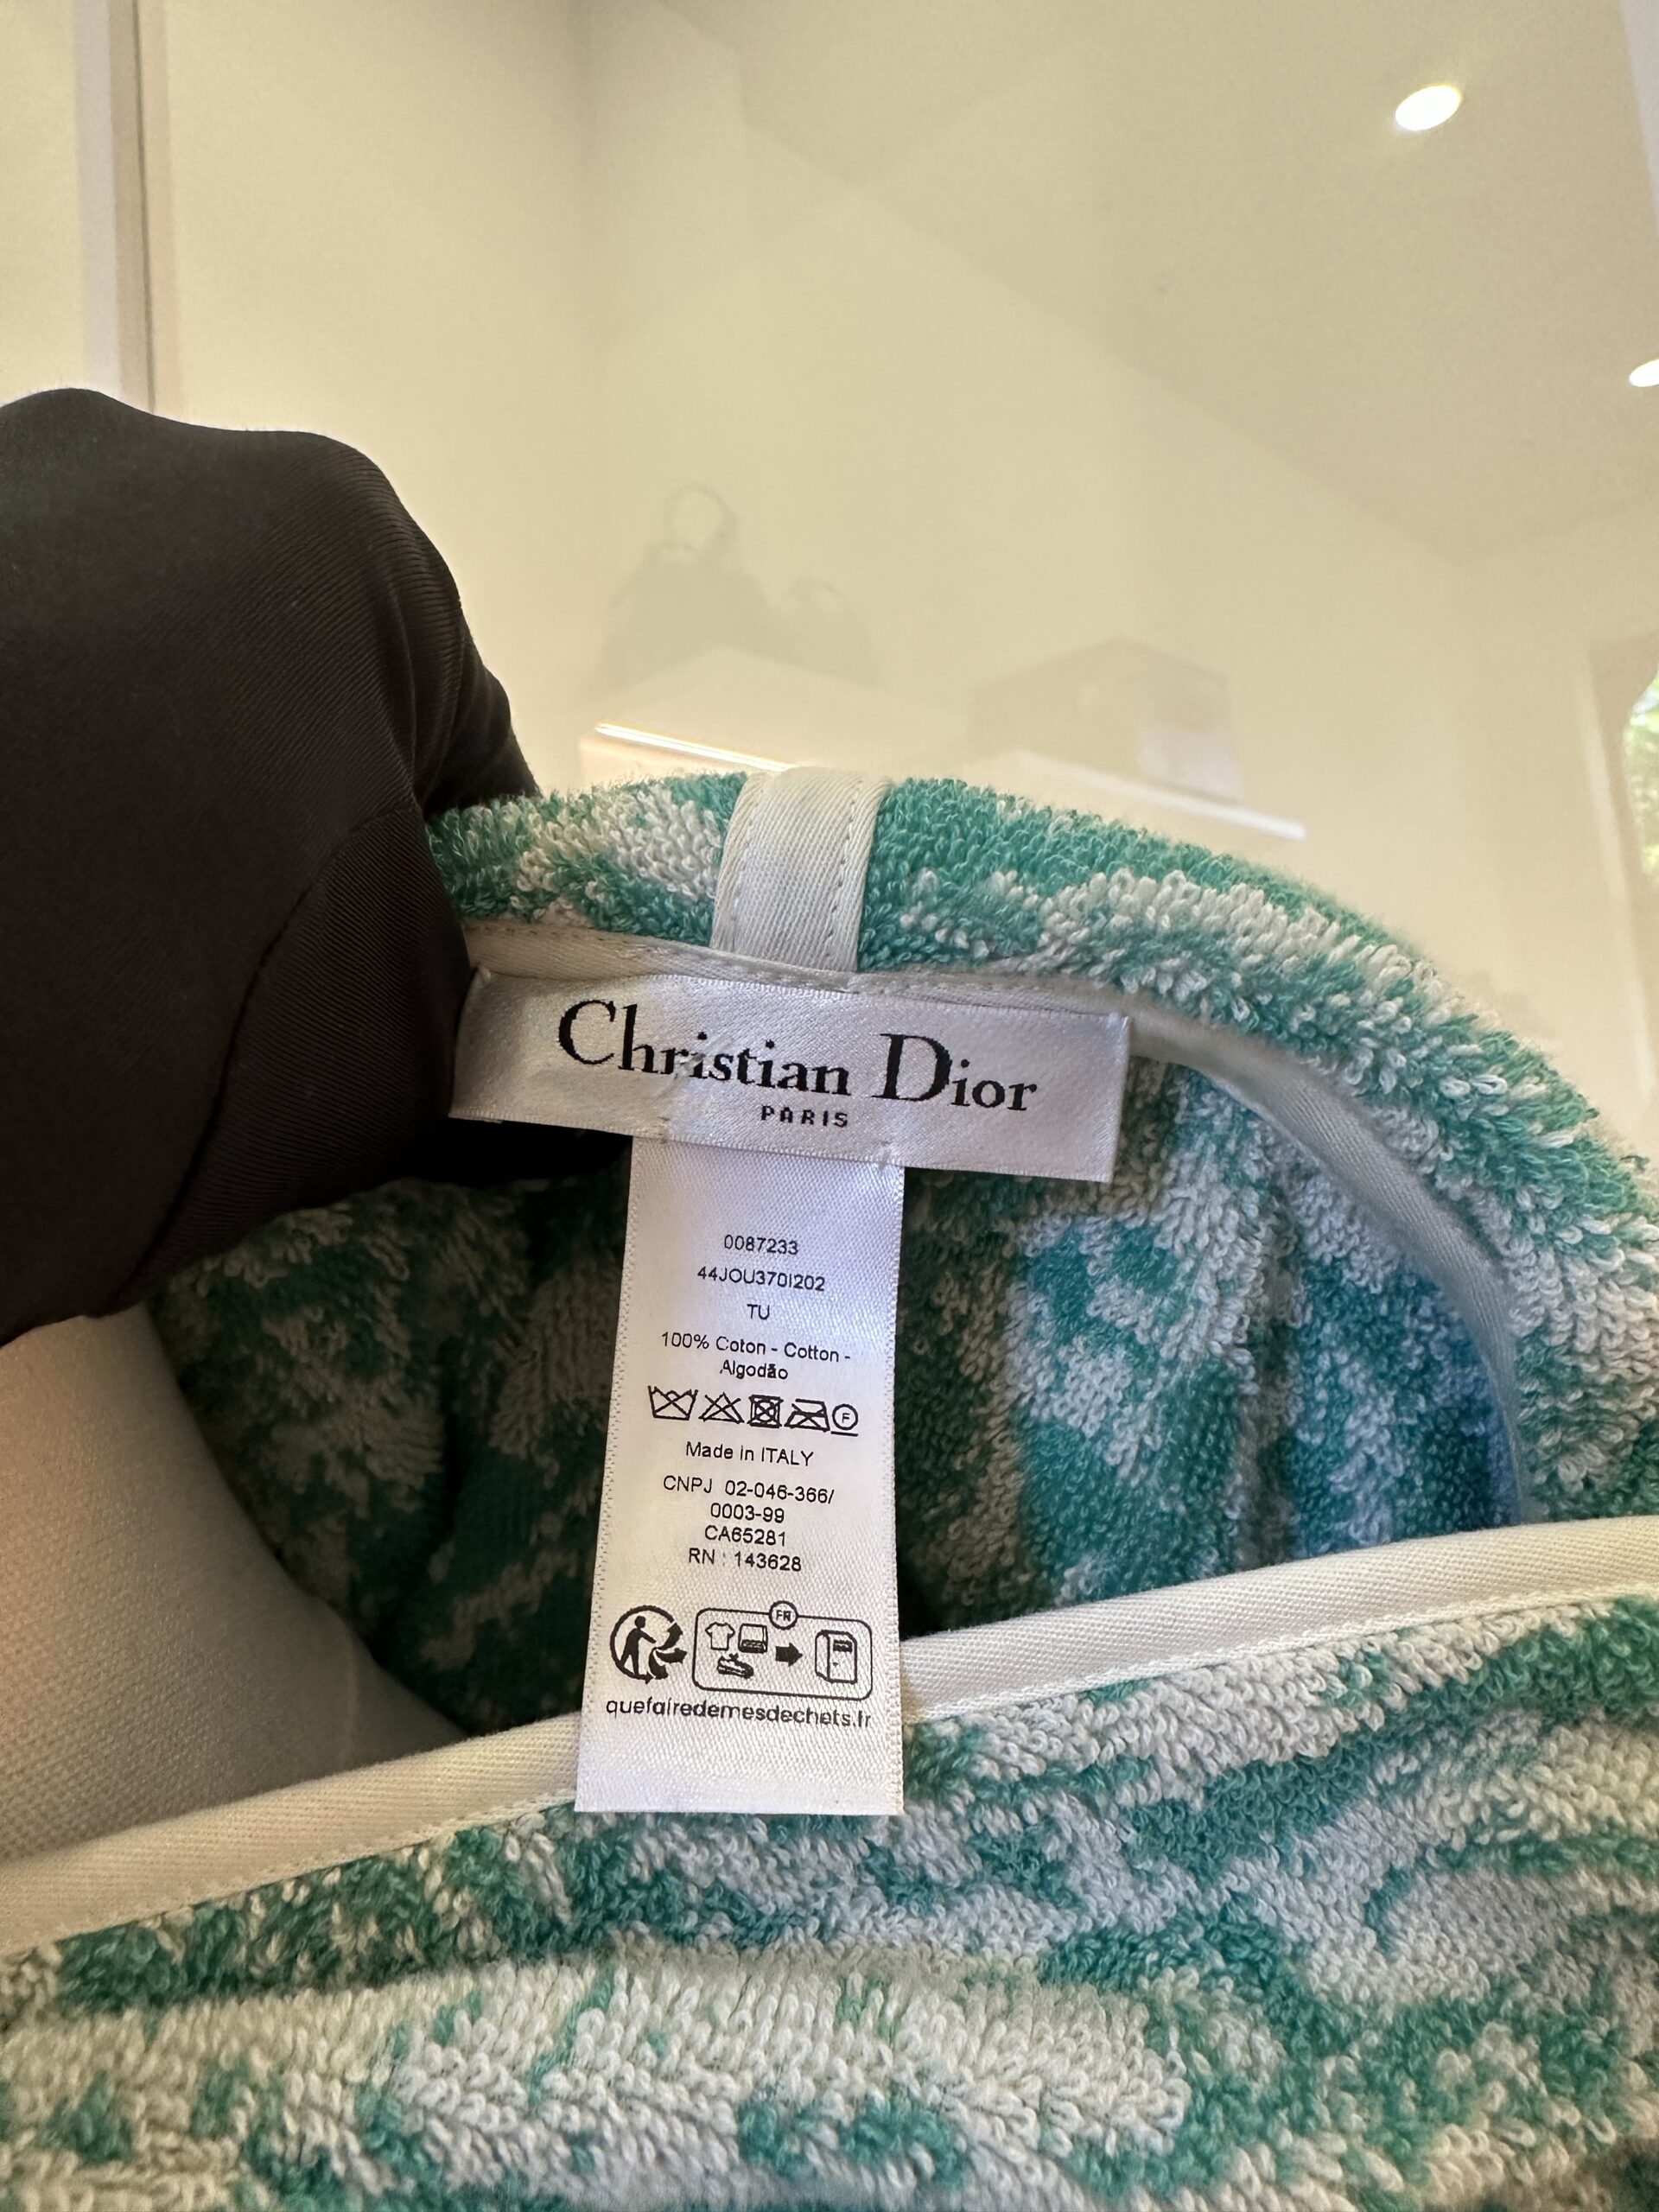 Christian Dior
PARIS
0087233
44JOU370I202
TU
100% Coton - Cotton -
Algodão
F
Made in ITALY
CNPJ 02-046-366/
0003-99
CA65281
RN : 143628
FR
quefairedemesdechets.fr